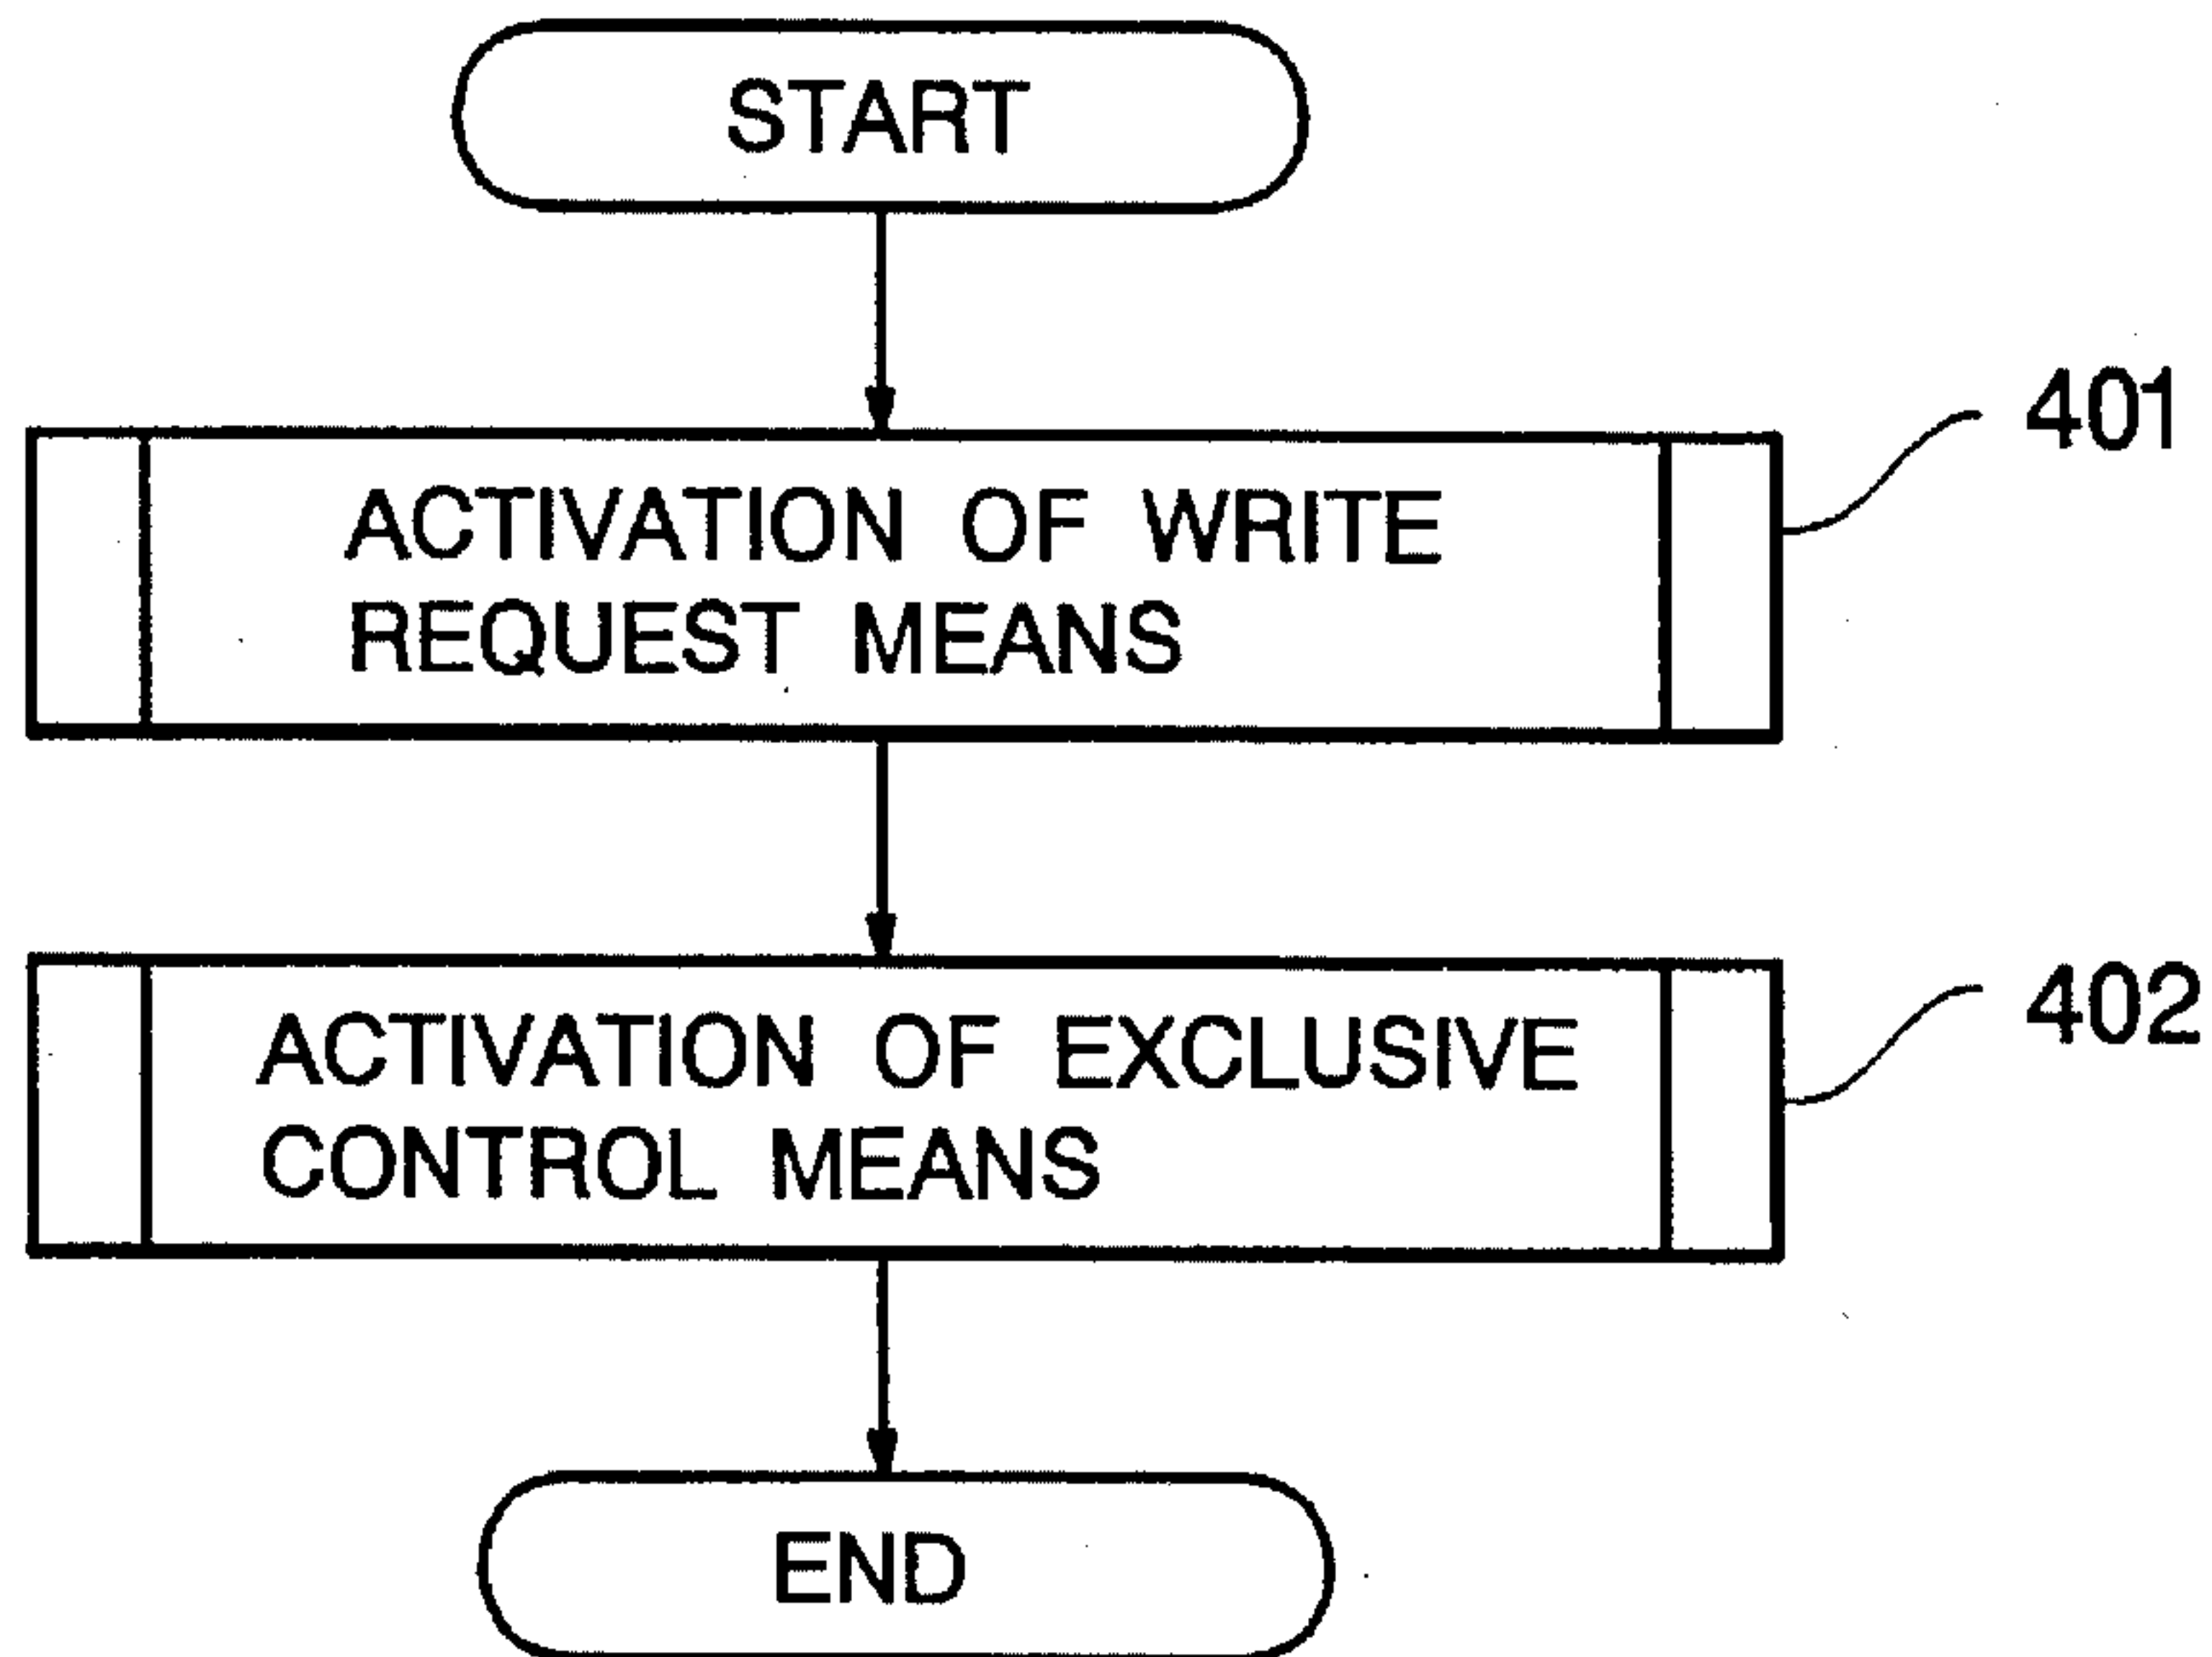 START
401
ACTIVATION OF WRITE
REQUEST MEANS
402
ACTIVATION OF EXCLUSIVE
CONTROL MEANS
END